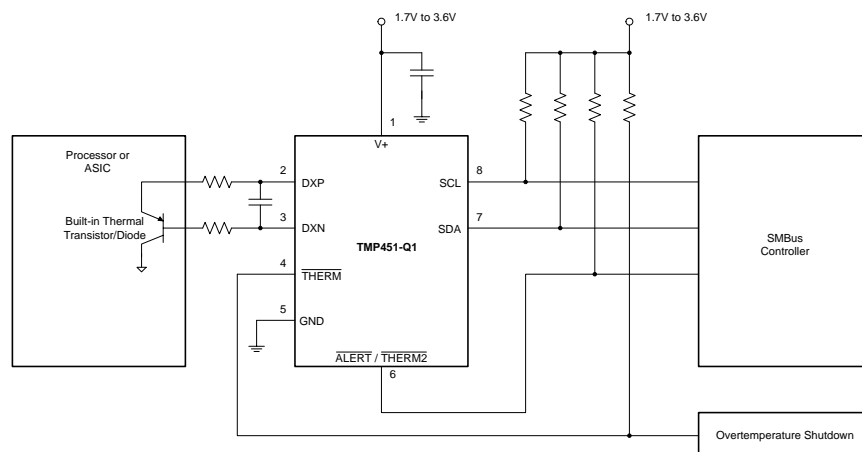 1.7V to 3.6V
1.7V to 3.6V
1
V+
Processor or
ASIC
Built-in Thermal
Transistor/Diode
2
DXP
3
DXN
4
THERM
5
GND
TMP451-Q1
8
SCL
7
SDA
ALERT / THERM2
6
SMBus
Controller
Overtemperature Shutdown